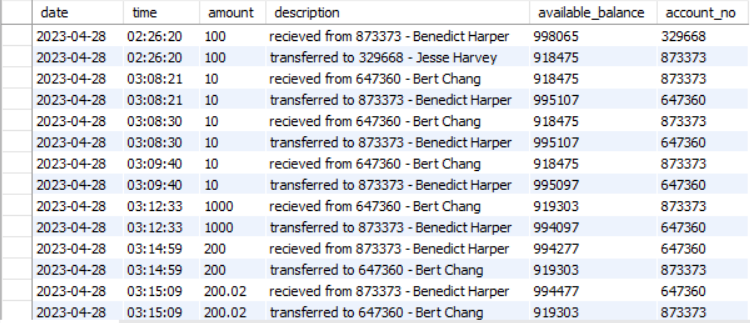 date time amount description available_balance account_no
2023-04-28 02:26:20 100 recieved from 873373 - Benedict Harper 998065 329668
2023-04-28 02:26:20 100 transferred to 329668 - Jesse Harvey 918475 873373
2023-04-28 03:08:21 10 recieved from 647360 - Bert Chang 918475 873373
2023-04-28 03:08:21 10 transferred to 873373 - Benedict Harper 995107 647360
2023-04-28 03:08:30 10 recieved from 647360 - Bert Chang 918475 873373
2023-04-28 03:08:30 10 transferred to 873373 - Benedict Harper 995107 647360
2023-04-28 03:09:40 10 recieved from 647360 - Bert Chang 918475 873373
2023-04-28 03:09:40 10 transferred to 873373 - Benedict Harper 995097 647360
2023-04-28 03:12:33 1000 recieved from 647360 - Bert Chang 919303 873373
2023-04-28 03:12:33 1000 transferred to 873373 - Benedict Harper 994097 647360
2023-04-28 03:14:59 200 recieved from 873373 - Benedict Harper 994277 647360
2023-04-28 03:14:59 200 transferred to 647360 - Bert Chang 919303 873373
2023-04-28 03:15:09 200.02 recieved from 873373 - Benedict Harper 994477 647360
2023-04-28 03:15:09 200.02 transferred to 647360 - Bert Chang 919303 873373